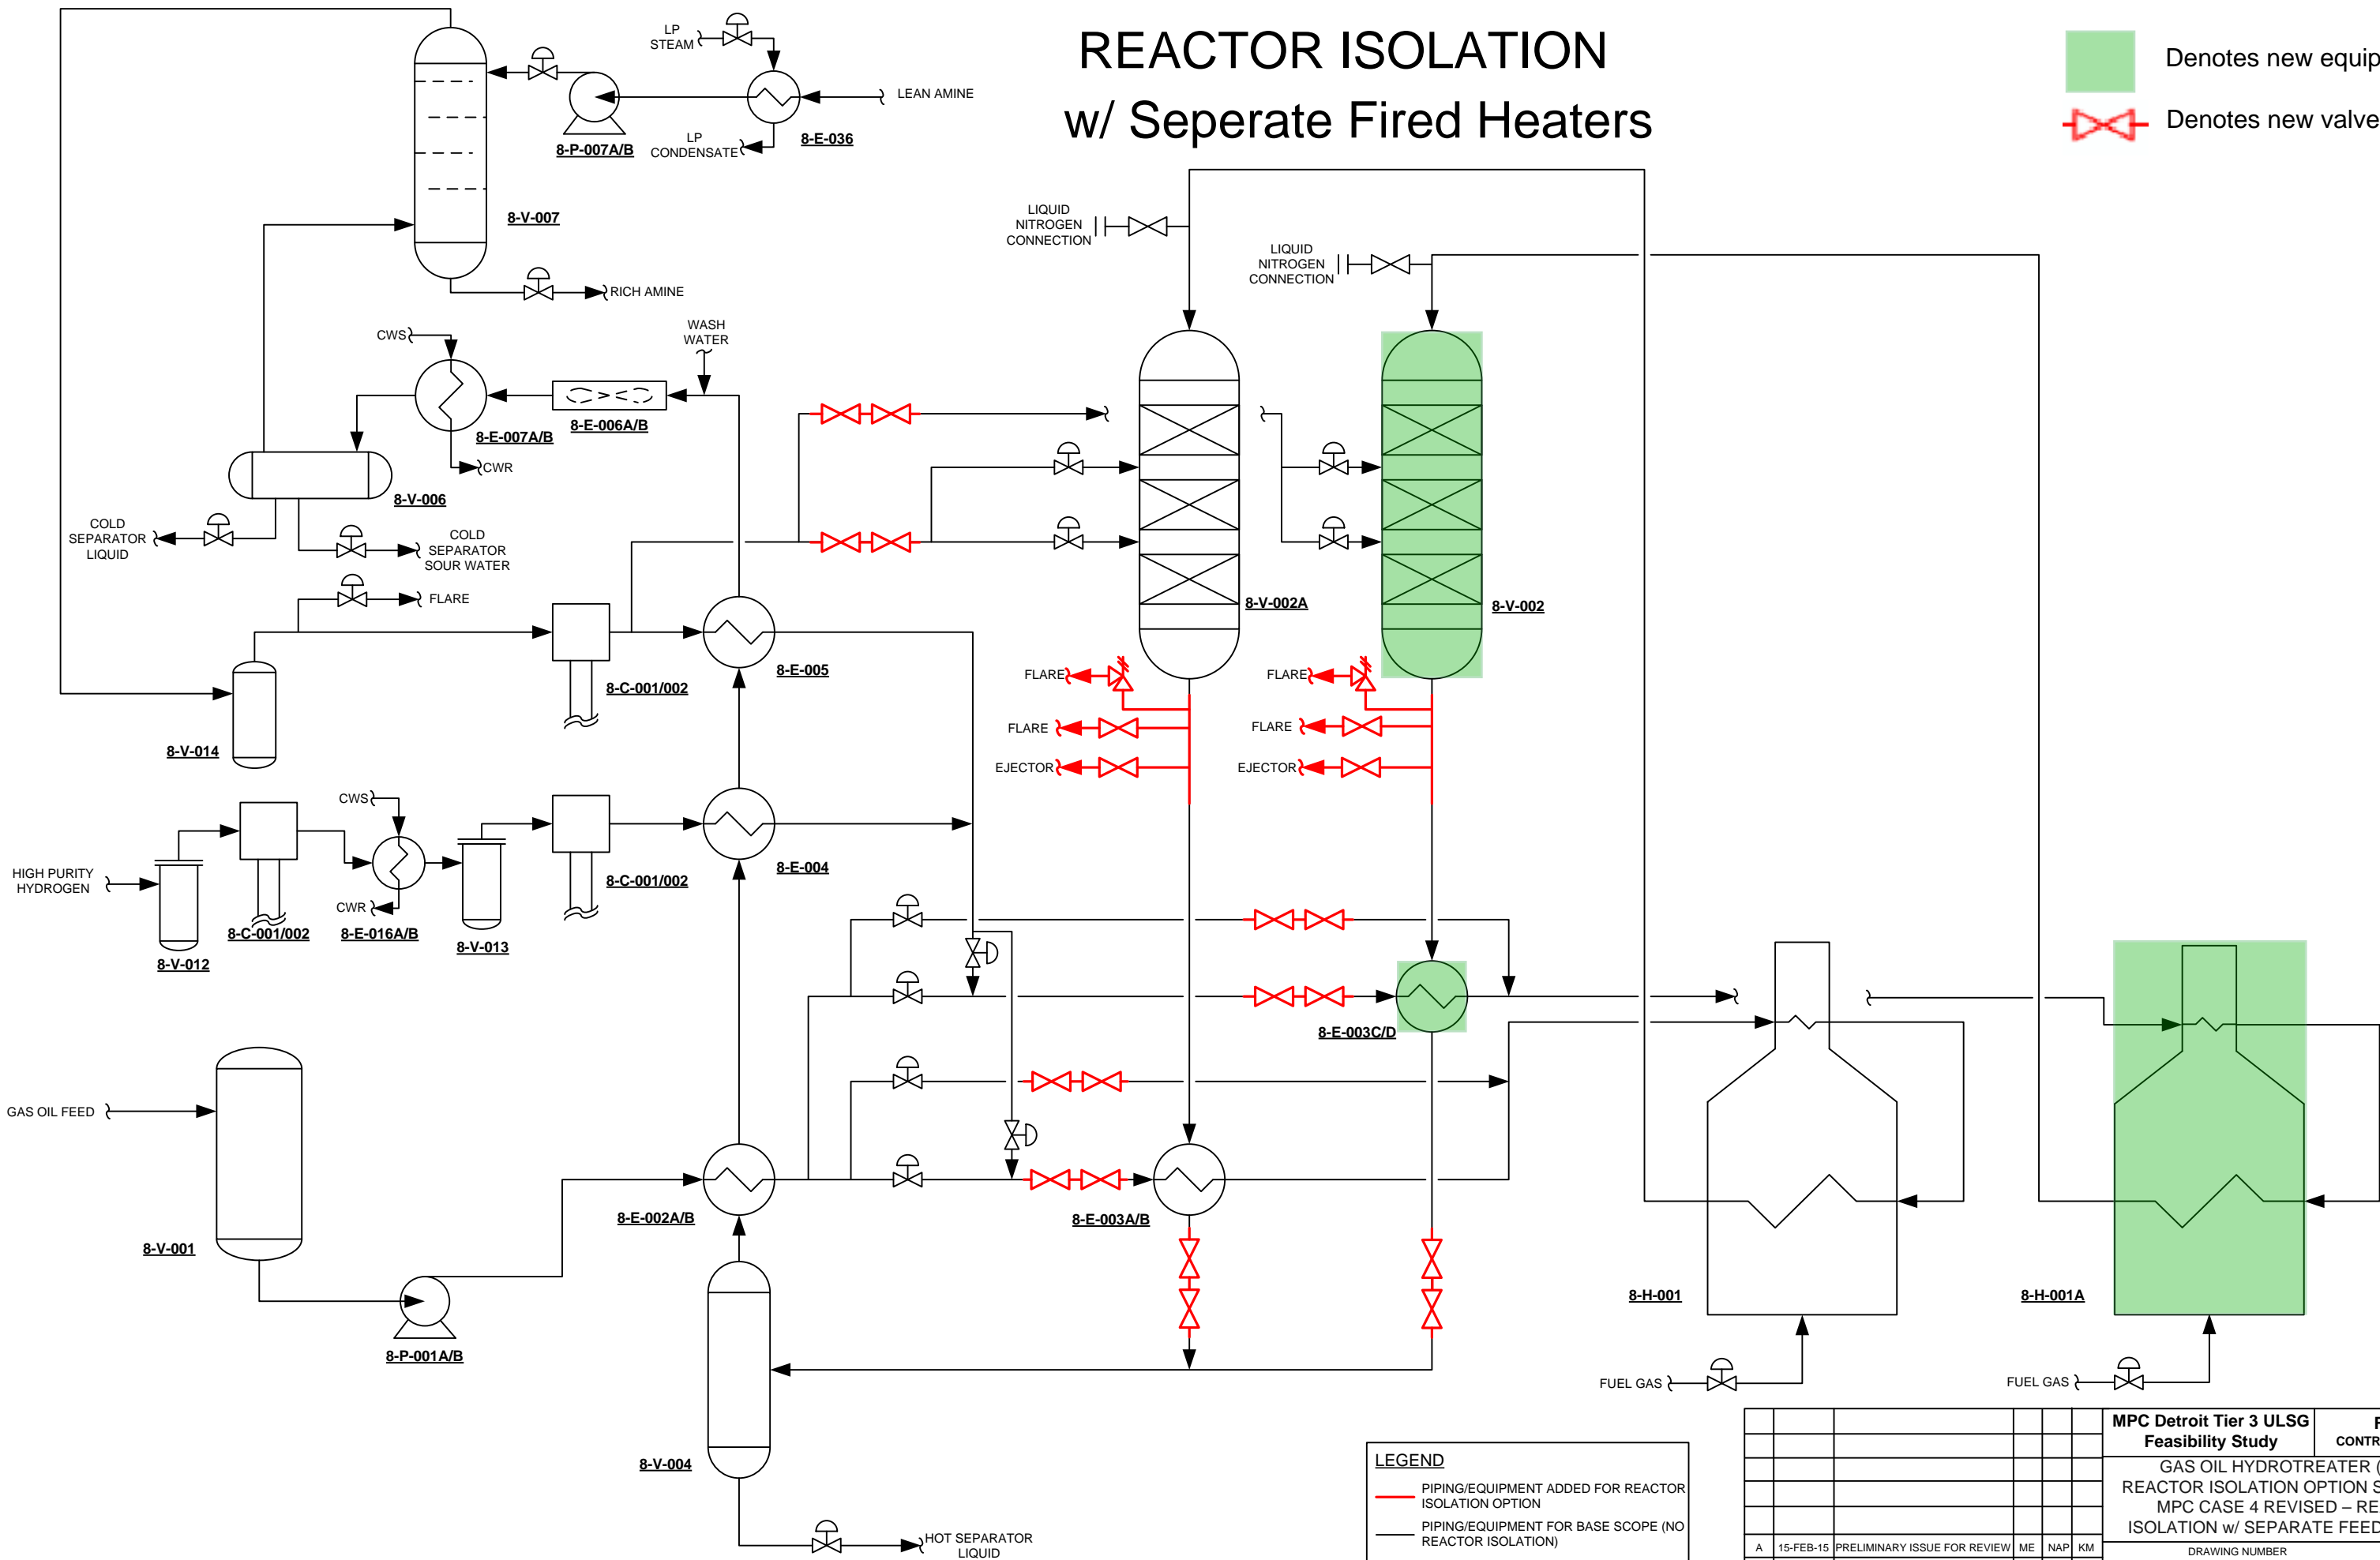 REACTOR ISOLATION
w/ Seperate Fired Heaters
Denotes new equip
Denotes new valve
LP
STEAM
LEAN AMINE
8-P-007A/B
LP
CONDENSATE
8-E-036
8-V-007
RICH AMINE
LIQUID
NITROGEN
CONNECTION
LIQUID
NITROGEN
CONNECTION
CWS
WASH
WATER
8-E-007A/B
8-E-006A/B
CWR
8-V-006
COLD
SEPARATOR
LIQUID
COLD
SEPARATOR
SOUR WATER
FLARE
8-V-002A
8-V-002
8-E-005
8-C-001/002
8-V-014
FLARE
FLARE
EJECTOR
FLARE
FLARE
EJECTOR
CWS
HIGH PURITY
HYDROGEN
CWR
8-C-001/002
8-E-016A/B
8-V-012
8-V-013
8-C-001/002
8-E-004
8-E-003C/D
GAS OIL FEED
8-V-001
8-E-002A/B
8-E-003A/B
8-P-001A/B
8-H-001
8-H-001A
FUEL GAS
FUEL GAS
8-V-004
HOT SEPARATOR
LIQUID
LEGEND
PIPING/EQUIPMENT ADDED FOR REACTOR
ISOLATION OPTION
PIPING/EQUIPMENT FOR BASE SCOPE (NO
REACTOR ISOLATION)
MPC Detroit Tier 3 ULSG
Feasibility Study
CONTR
GAS OIL HYDROTREATER (
REACTOR ISOLATION OPTION S
MPC CASE 4 REVISED – RE
ISOLATION w/ SEPARATE FEED
A 15-FEB-15 PRELIMINARY ISSUE FOR REVIEW ME NAP KM
DRAWING NUMBER